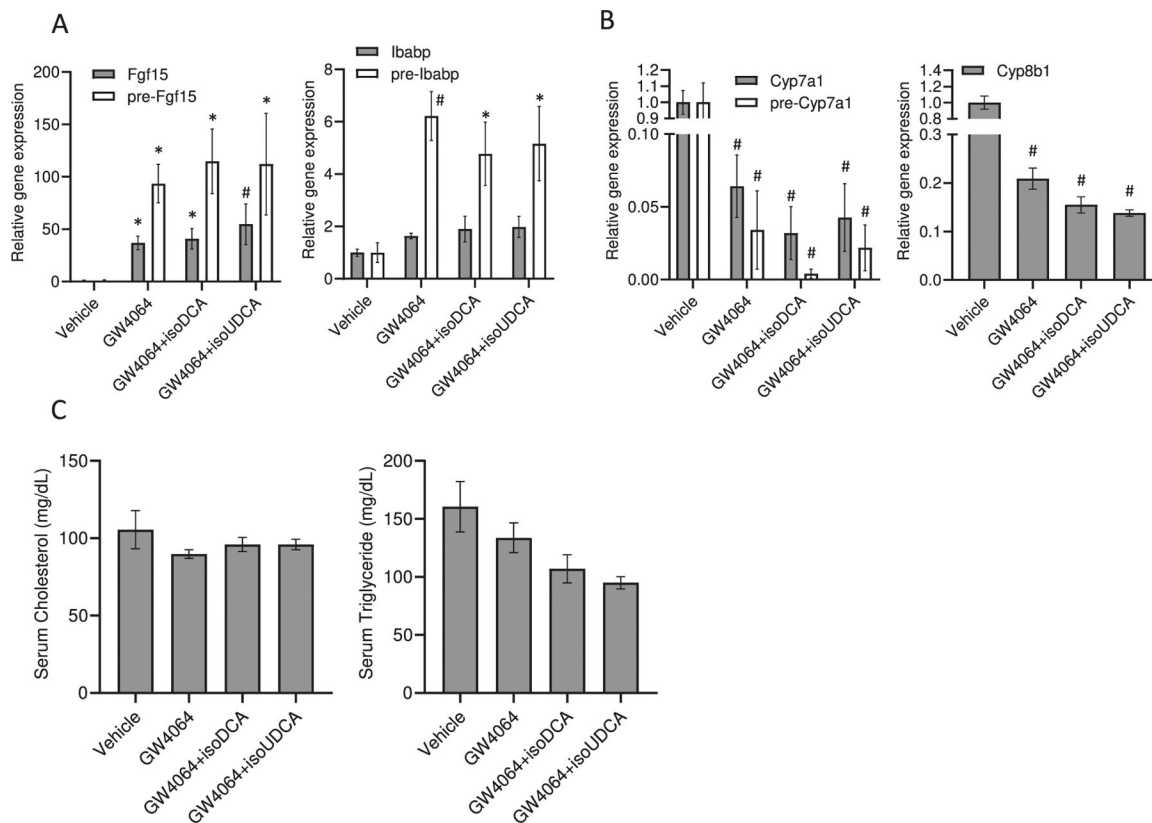 A
Relative gene expression
200
150
100
50
0
Fgf15
pre-Fgf15
*
*
*
*
#
*
Vehicle
GW4064
GW4064+isoDCA
GW4064+isoUDCA
Relative gene expression
8
6
4
2
0
Ibabp
pre-Ibabp
#
*
*
Vehicle
GW4064
GW4064+isoDCA
GW4064+isoUDCA
B
Relative gene expression
1.2
1.1
1.0
0.9
0.8
0.10
0.05
0.00
Cyp7a1
pre-Cyp7a1
#
#
#
#
#
#
Vehicle
GW4064
GW4064+isoDCA
GW4064+isoUDCA
Relative gene expression
1.4
1.2
1.0
0.8
0.3
0.2
0.1
0.0
Cyp8b1
#
#
#
Vehicle
GW4064
GW4064+isoDCA
GW4064+isoUDCA
C
Serum Cholesterol (mg/dL)
150
100
50
0
Vehicle
GW4064
GW4064+isoDCA
GW4064+isoUDCA
Serum Triglyceride (mg/dL)
200
150
100
50
0
Vehicle
GW4064
GW4064+isoDCA
GW4064+isoUDCA